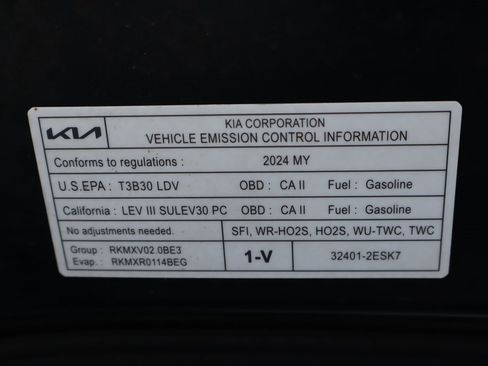 KIA
KIA CORPORATION
VEHICLE EMISSION CONTROL INFORMATION
Conforms to regulations : 2024 MY
U.S.EPA : T3B30 LDV OBD : CA II Fuel : Gasoline
California : LEV III SULEV30 PC OBD : CA II Fuel : Gasoline
No adjustments needed. SFI, WR-HO2S, HO2S, WU-TWC, TWC
Group : RKMXV02.0BE3
Evap. : RKMXR0114BEG
1-V
32401-2ESK7